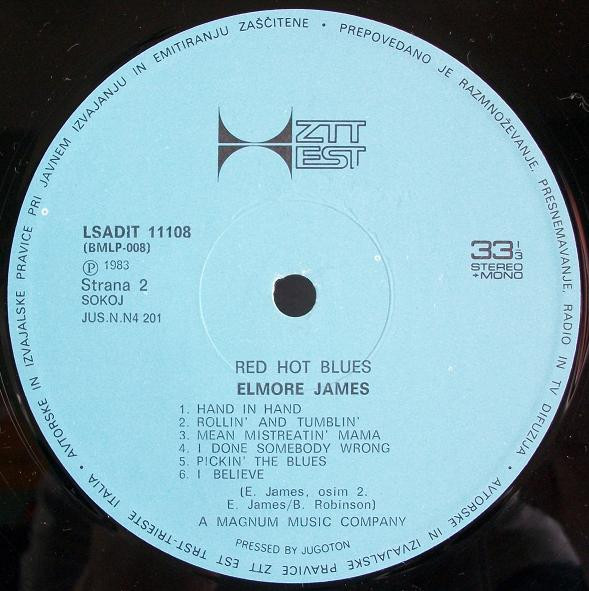 AVTORSKE IN IZVAJALSKE PRAVICE PRI JAVNEM IZVAJANJU IN EMITIRANJU ZAŠČITENE • PREPOVEDANO JE RAZMNOŽEVANJE, PRESNEMAVANJE, RADIO IN TV DIFUZIJA • AVTORSKE IN IZVAJALSKE PRAVICE ZTT EST TRST-TRIESTE ITALIA •
ZTT
EST
LSADIT 11108
(BMLP-008)
℗ 1983
Strana 2
SOKOJ
JUS.N.N4 201
33 1/3
STEREO
+MONO
RED HOT BLUES
ELMORE JAMES
1. HAND IN HAND
2. ROLLIN' AND TUMBLIN'
3. MEAN MISTREATIN' MAMA
4. I DONE SOMEBODY WRONG
5. PICKIN' THE BLUES
6. I BELIEVE
(E. James, osim 2.
E. James/B. Robinson)
A MAGNUM MUSIC COMPANY
PRESSED BY JUGOTON